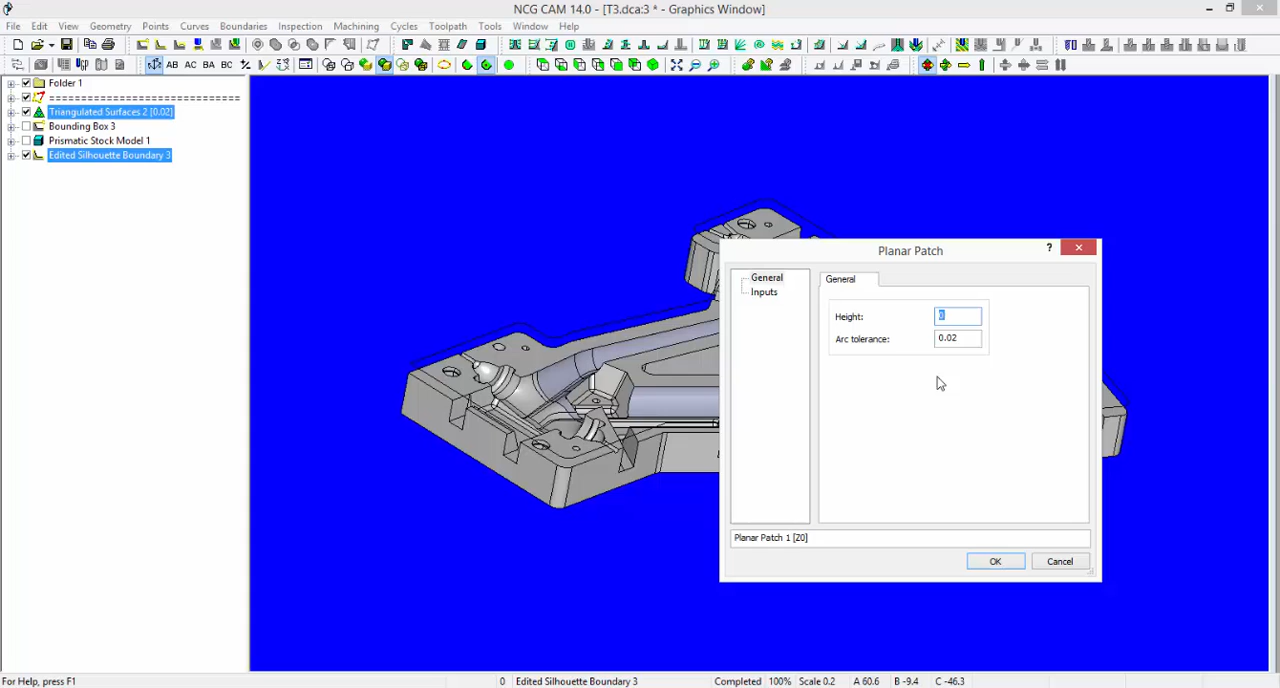 NCG CAM 14.0 - [T3.dca:3 * - Graphics Window]
File Edit View Geometry Points Curves Boundaries Inspection Machining Cycles Toolpath Tools Window Help
AB BC BA BC
Folder 1
==================================
Triangulated Surfaces 2 [0.02]
Bounding Box 3
Prismatic Stock Model 1
Edited Silhouette Boundary 3
Planar Patch
?
General
Inputs
General
Height: 0
Arc tolerance: 0.02
Planar Patch 1 [Z0]
OK Cancel
For Help, press F1 0 Edited Silhouette Boundary 3 Completed 100% Scale 0.2 A 60.6 B -9.4 C -46.3